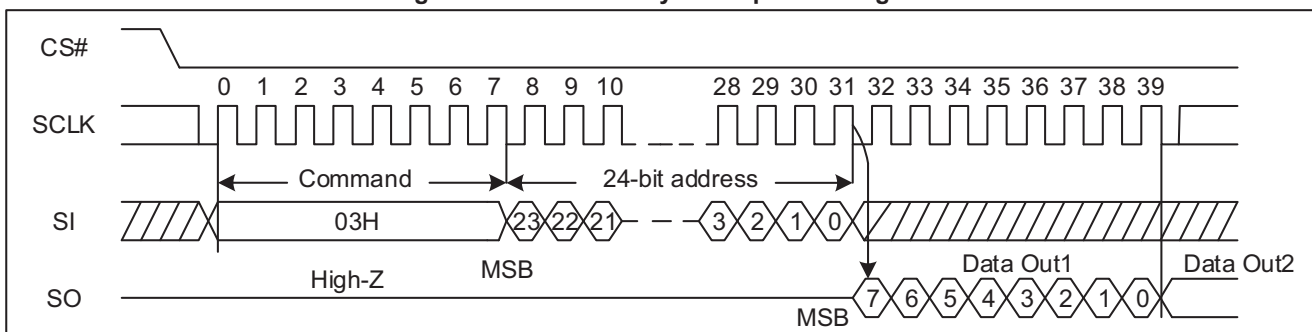 CS#
0 1 2 3 4 5 6 7 8 9 10 28 29 30 31 32 33 34 35 36 37 38 39
SCLK
Command 24-bit address
SI 03H 23 22 21 3 2 1 0
High-Z MSB Data Out1 Data Out2
SO 7 6 5 4 3 2 1 0
MSB